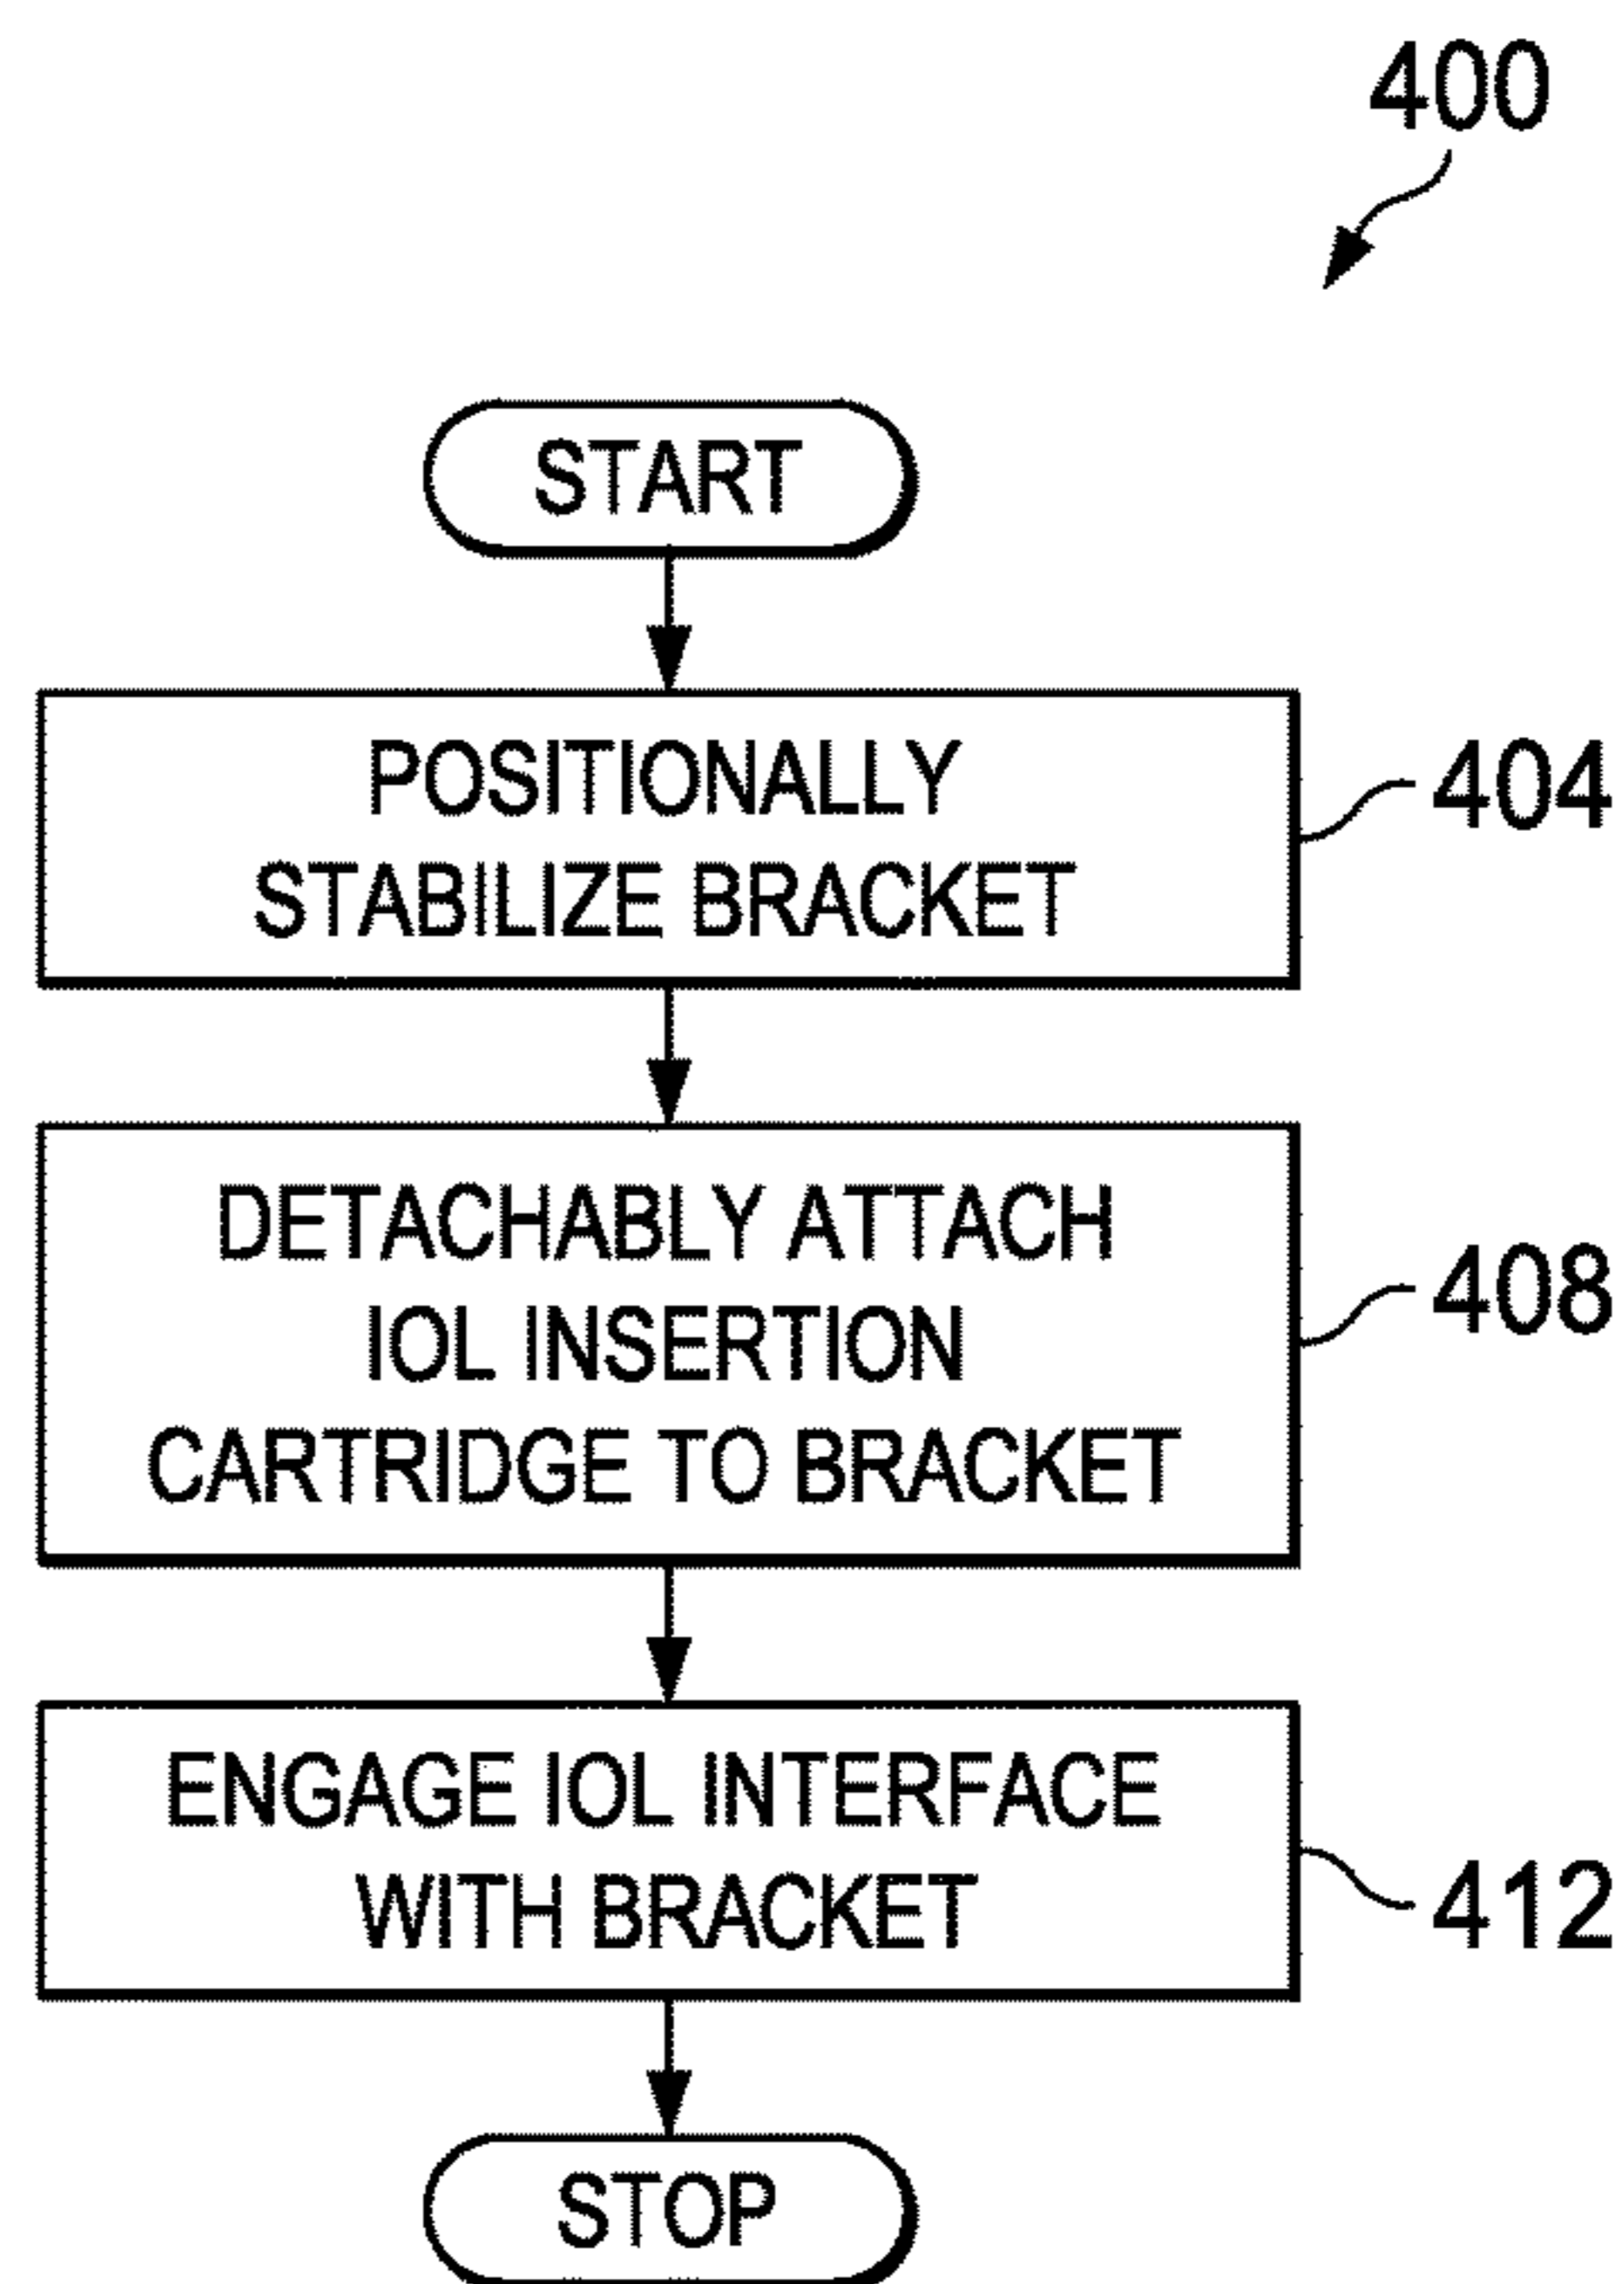 400
START
POSITIONALLY
STABILIZE BRACKET
404
DETACHABLY ATTACH
IOL INSERTION
CARTRIDGE TO BRACKET
408
ENGAGE IOL INTERFACE
WITH BRACKET
412
STOP